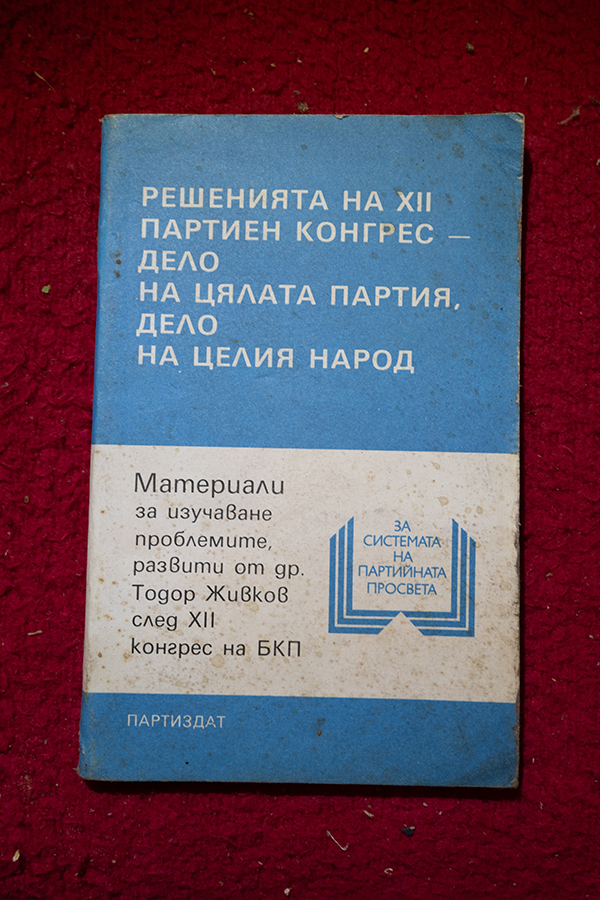 РЕШЕНИЯТА НА XII
ПАРТИЕН КОНГРЕС —
ДЕЛО
НА ЦЯЛАТА ПАРТИЯ,
ДЕЛО
НА ЦЕЛИЯ НАРОД
Материали
за изучаване
проблемите,
развити от др.
Тодор Живков
след XII
конгрес на БКП
ЗА
СИСТЕМАТА
НА
ПАРТИЙНАТА
ПРОСВЕТА
ПАРТИЗДАТ